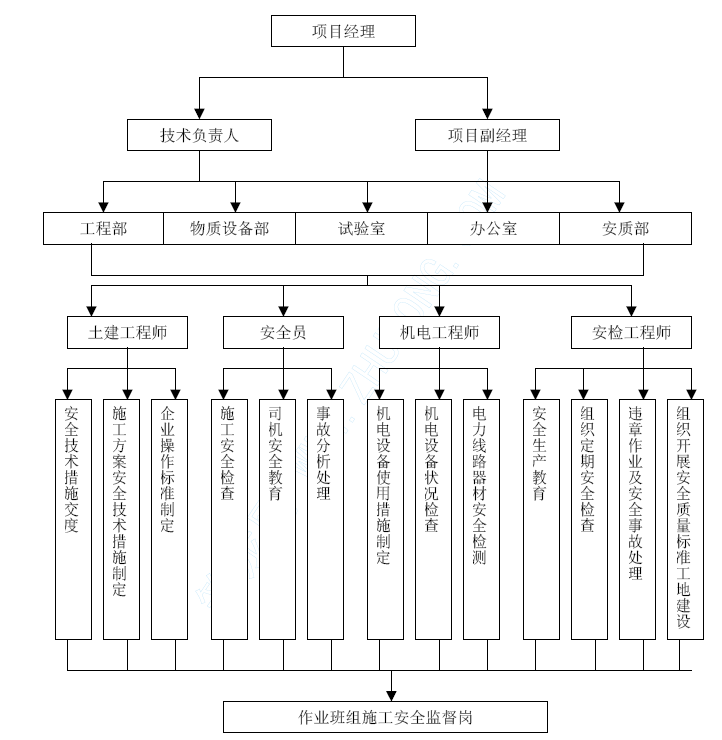 项目经理
技术负责人
项目副经理
工程部
物质设备部
试验室
办公室
安质部
土建工程师
安全员
机电工程师
安检工程师
安全技术措施交度
施工方案安全技术措施制定
企业操作标准制定
施工安全检查
司机安全教育
事故分析处理
机电设备使用措施制定
机电设备状况检查
电力线路器材安全检测
安全生产教育
组织定期安全检查
违章作业及安全事故处理
组织开展安全质量标准工地建设
作业班组施工安全监督岗